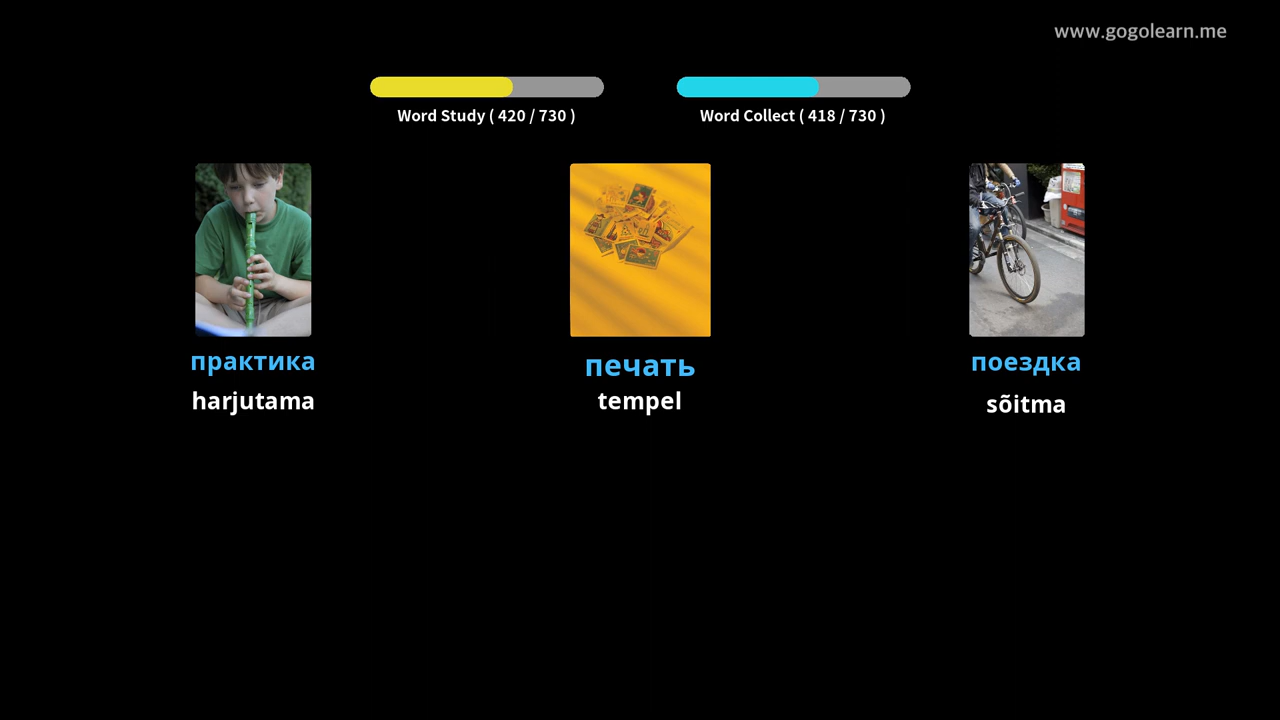 www.gogolearn.me
Word Study ( 420 / 730 )
Word Collect ( 418 / 730 )
практика
печать
поездка
harjutama
tempel
sõitma